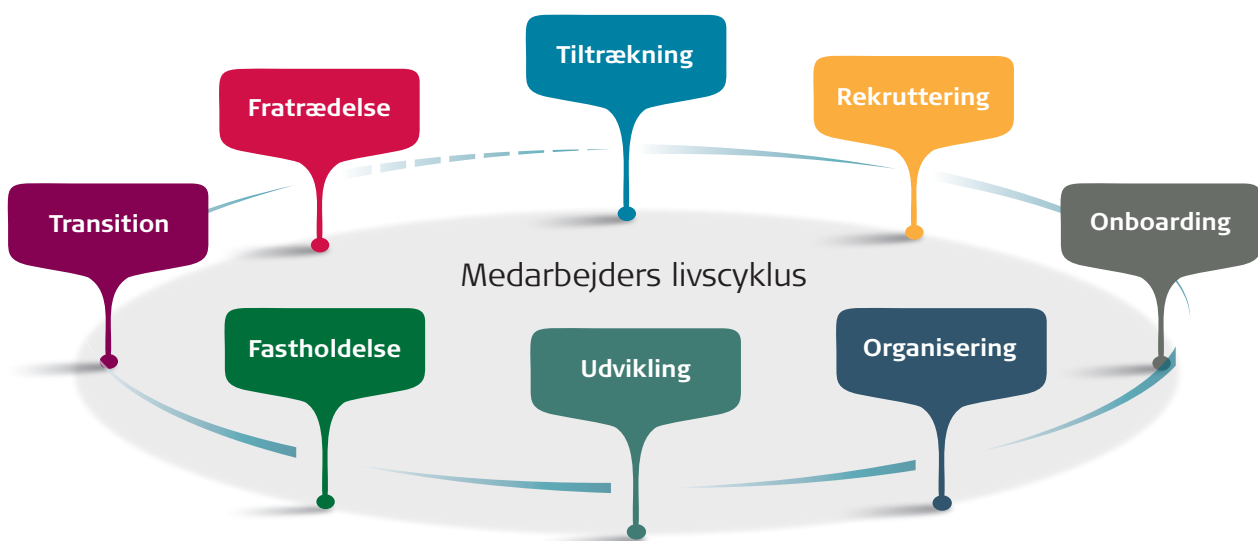 Tiltrækning
Fratrædelse
Rekruttering
Transition
Onboarding
Medarbejders livscyklus
Fastholdelse
Udvikling
Organisering